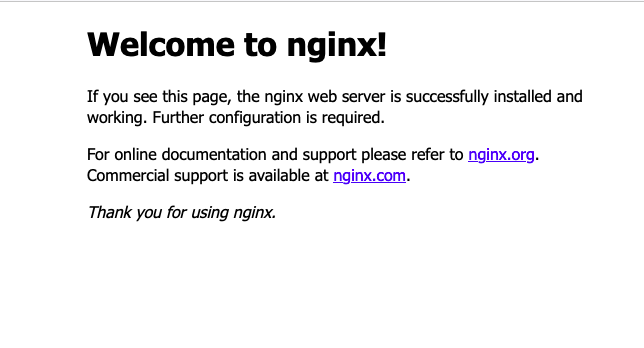 Welcome to nginx!
If you see this page, the nginx web server is successfully installed and
working. Further configuration is required.
For online documentation and support please refer to nginx.org.
Commercial support is available at nginx.com.
Thank you for using nginx.